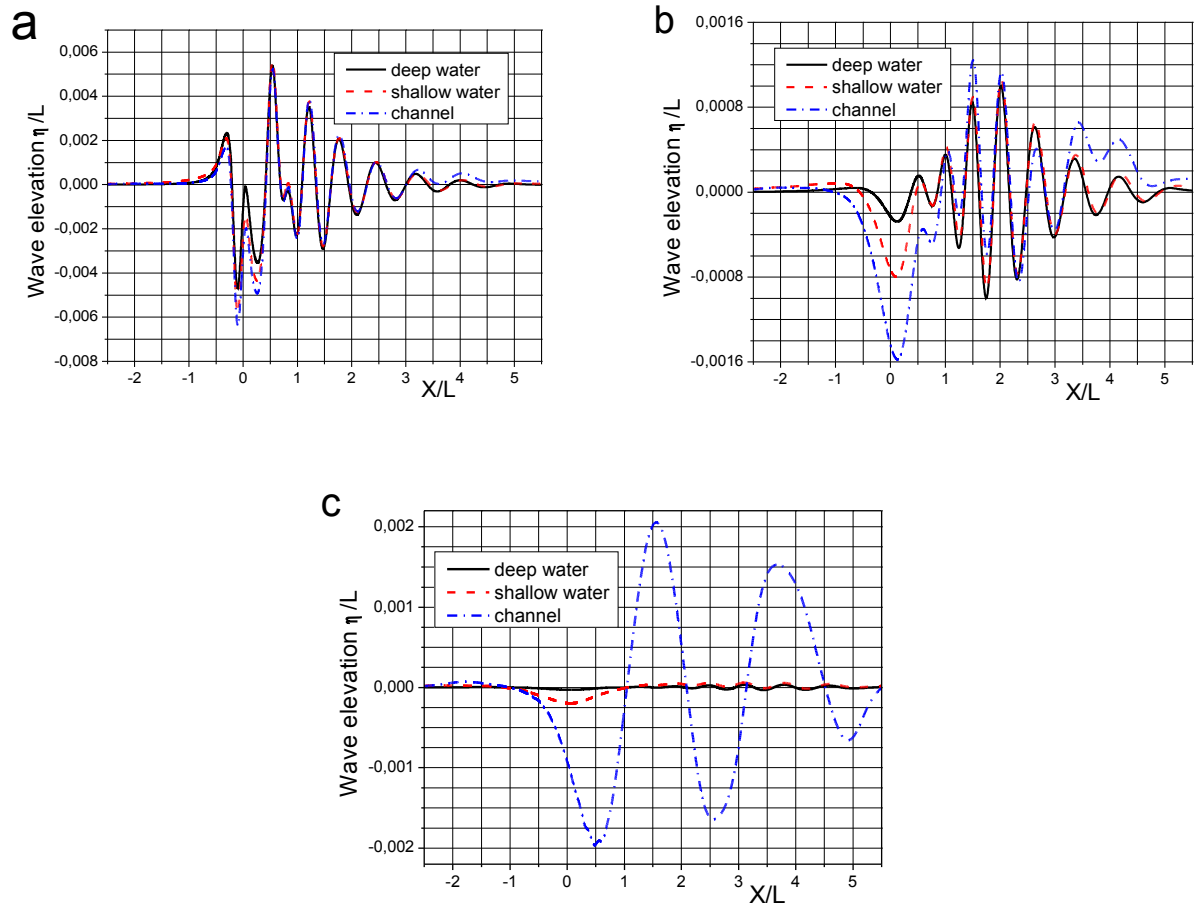 a
0,006
0,004
0,002
0,000
-0,002
-0,004
-0,006
-0,008
Wave elevation η /L
deep water
shallow water
channel
-2 -1 0 1 2 3 4 5
X/L
b
0,0016
0,0008
0,0000
-0,0008
-0,0016
Wave elevation η /L
deep water
shallow water
channel
-2 -1 0 1 2 3 4 5
X/L
c
0,002
0,001
0,000
-0,001
-0,002
Wave elevation η /L
deep water
shallow water
channel
-2 -1 0 1 2 3 4 5
X/L